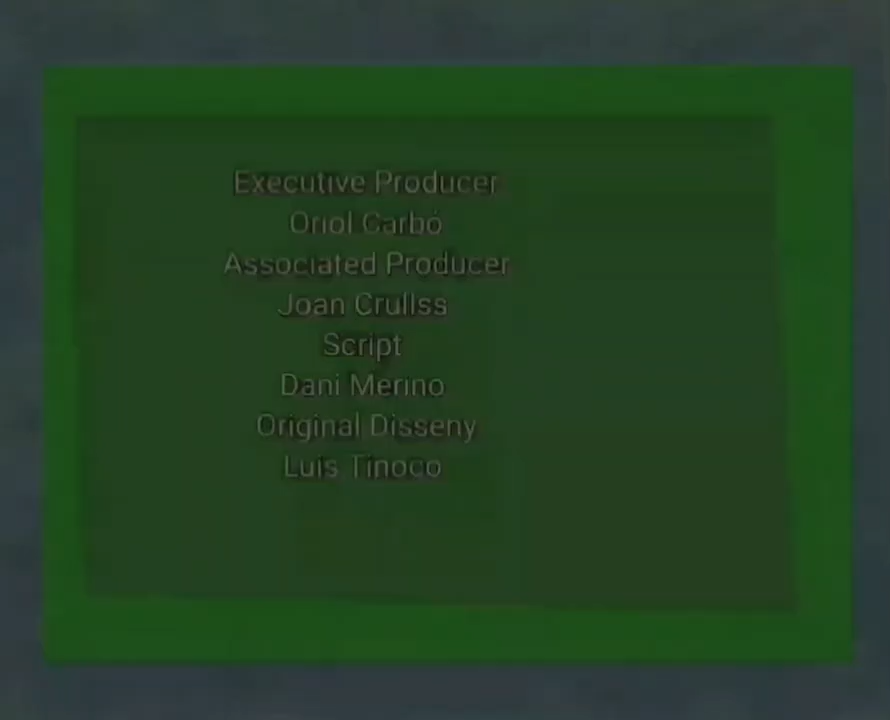 Executive Producer
Oriol Carbó
Associated Producer
Joan Crullss
Script
Dani Merino
Original Disseny
Luis Tinoco